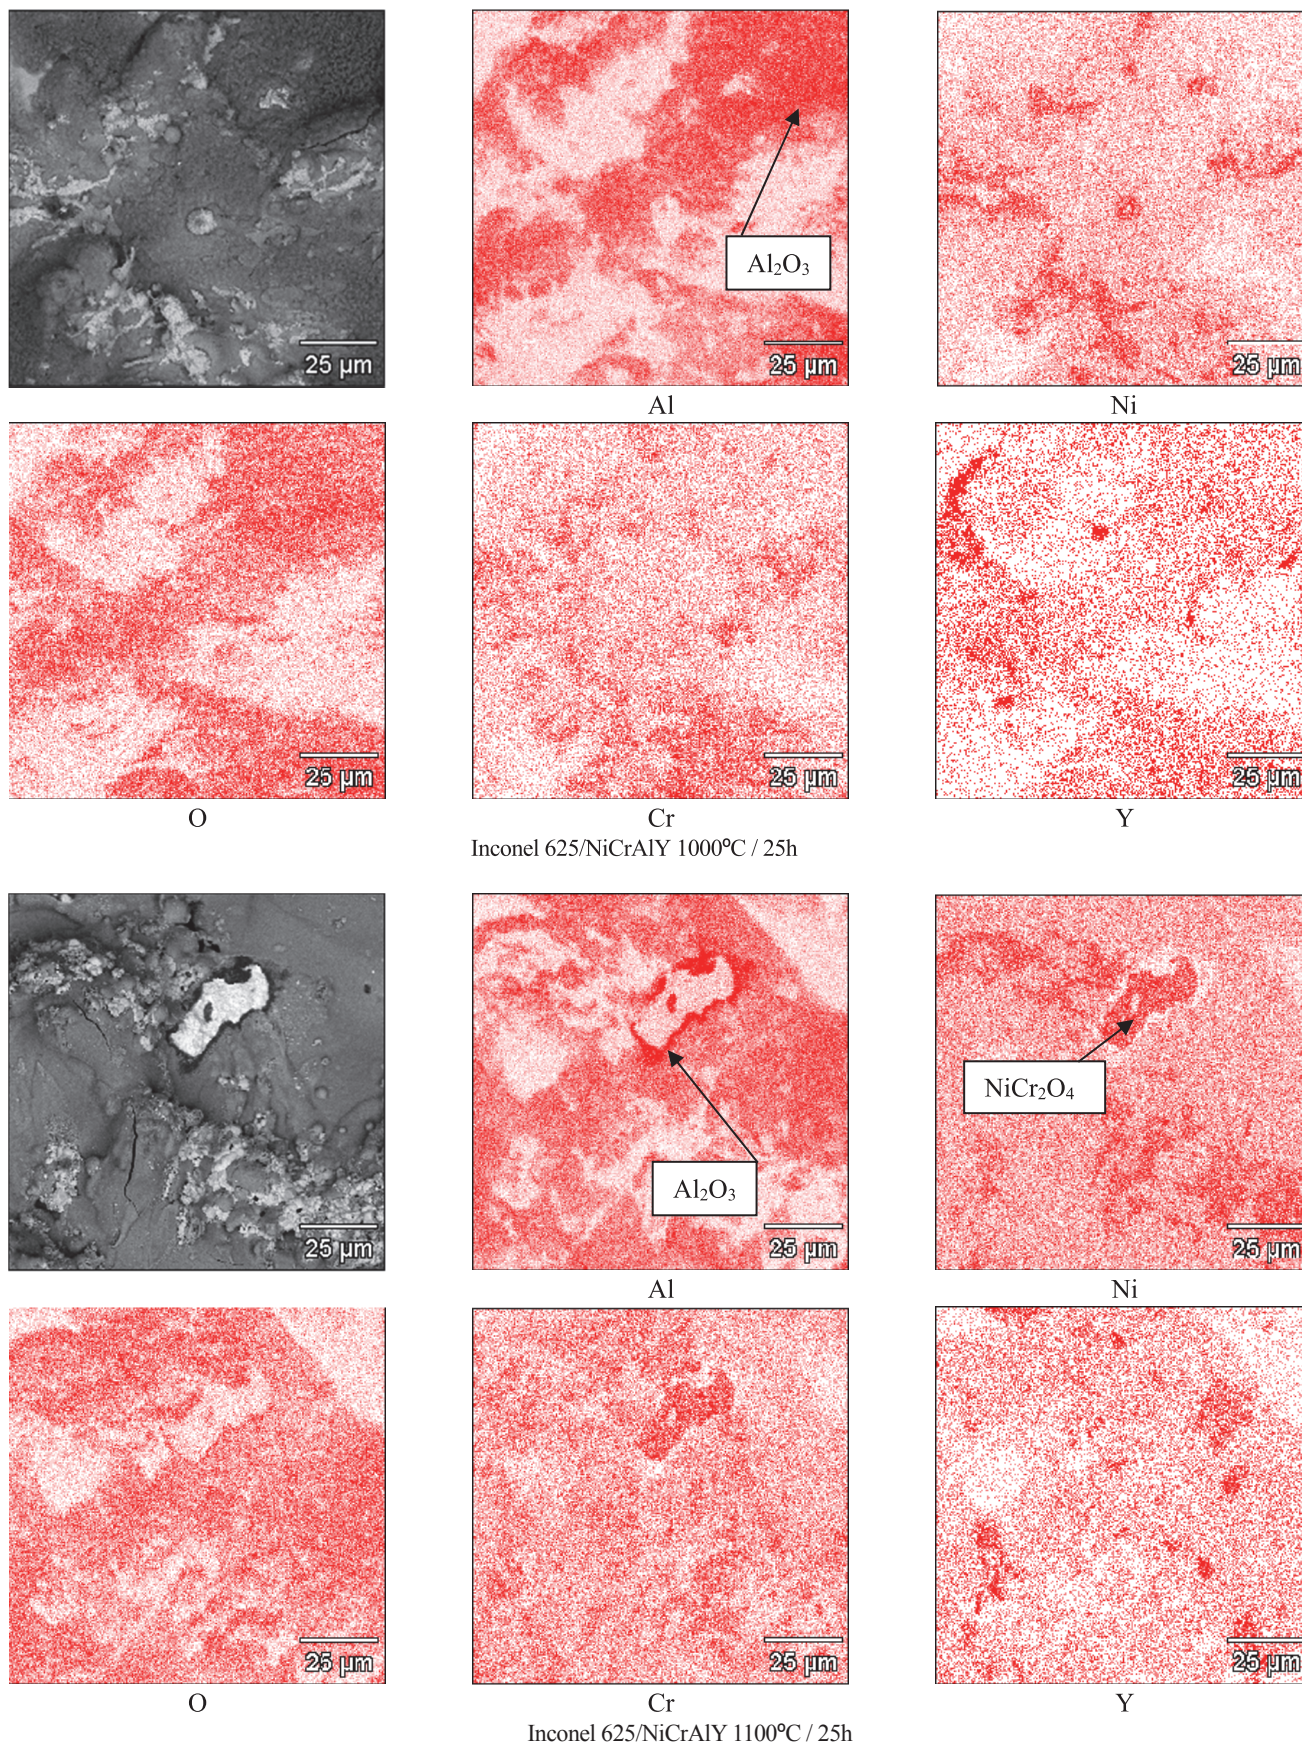 25 µm
Al₂O₃
25 µm
25 µm
Al
Ni
25 µm
25 µm
25 µm
O
Cr
Y
Inconel 625/NiCrAlY 1000ºC / 25h
NiCr₂O₄
Al₂O₃
25 µm
25 µm
25 µm
Al
Ni
25 µm
25 µm
25 µm
O
Cr
Y
Inconel 625/NiCrAlY 1100ºC / 25h